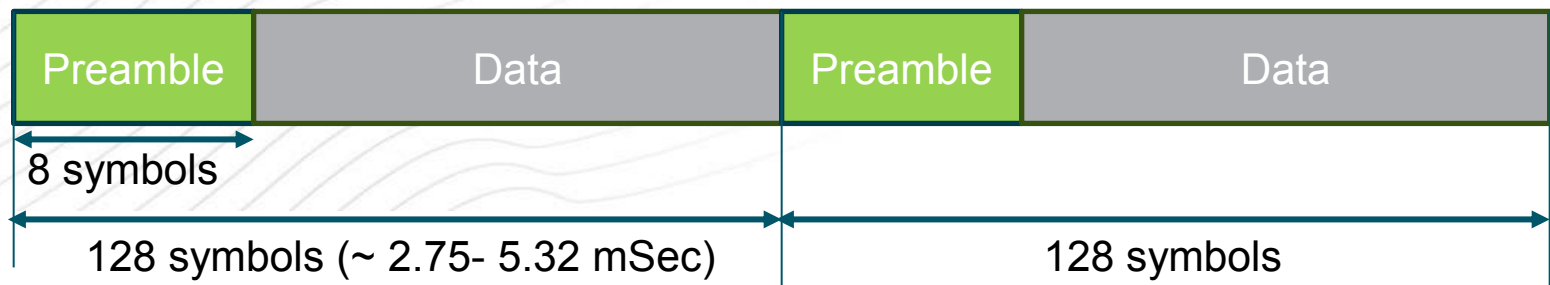 Preamble Data Preamble Data
8 symbols
128 symbols (~ 2.75- 5.32 mSec) 128 symbols